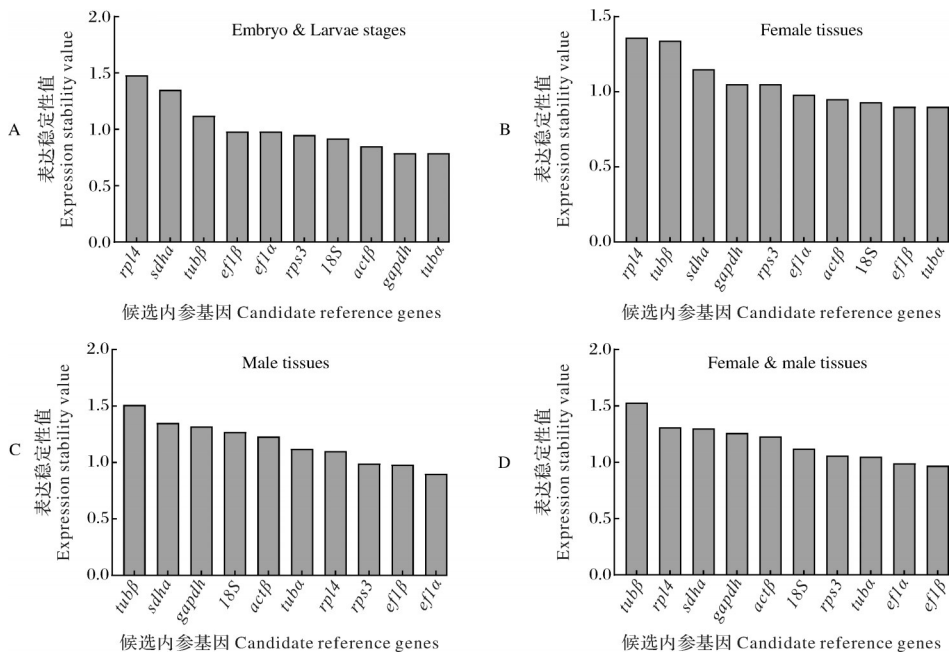 A
表达稳定性值
Expression stability value
2.0
1.5
1.0
0.5
0.0
Embryo & Larvae stages
rpl4 sdha tubβ ef1β ef1α rps3 18S actβ gapdh tubα
候选内参基因 Candidate reference genes
B
表达稳定性值
Expression stability value
1.5
1.0
0.5
0.0
Female tissues
rpl4 tubβ sdha gapdh rps3 ef1α actβ 18S ef1β tubα
候选内参基因 Candidate reference genes
C
表达稳定性值
Expression stability value
2.0
1.5
1.0
0.5
0.0
Male tissues
tubβ sdha gapdh 18S actβ tubα rpl4 rps3 ef1β ef1α
候选内参基因 Candidate reference genes
D
表达稳定性值
Expression stability value
2.0
1.5
1.0
0.5
0.0
Female & male tissues
tubβ rpl4 sdha gapdh actβ 18S rps3 tubα ef1α ef1β
候选内参基因 Candidate reference genes